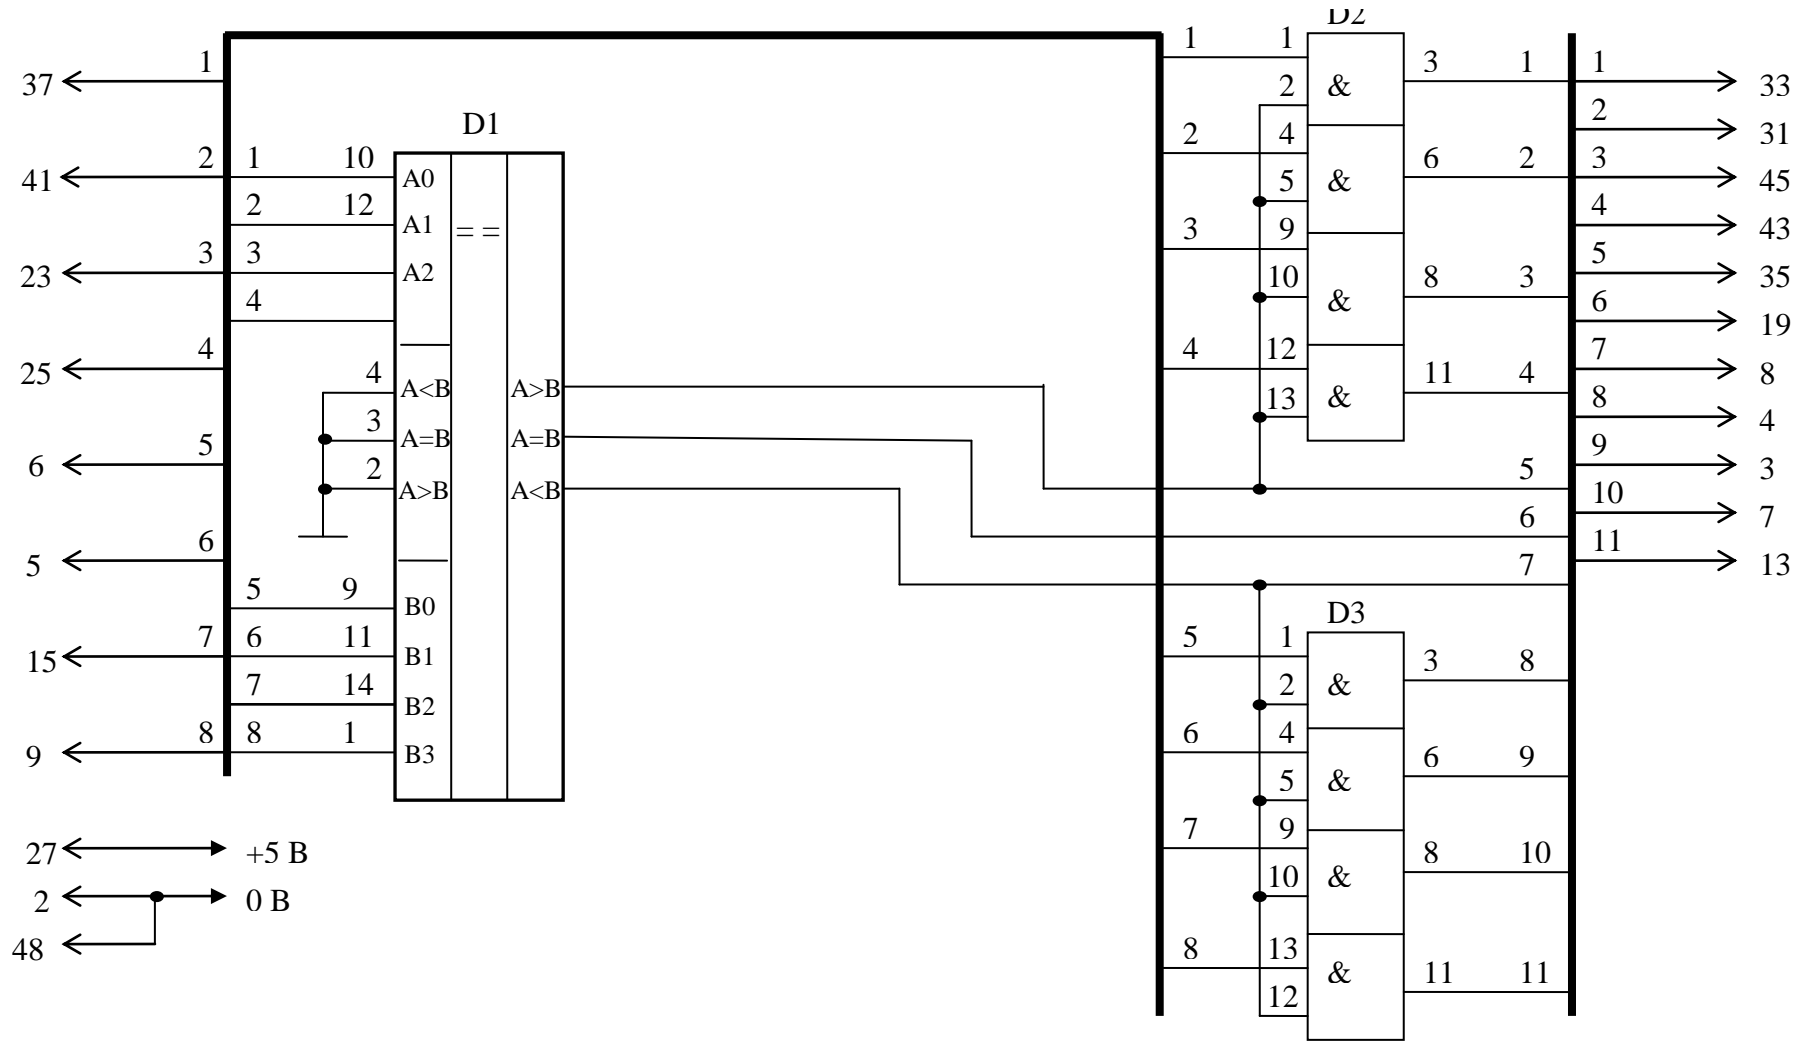 D2
1 1 1 3 1 1
37 33
2 & 2
D1 31
2 4
2 1 10 6 2 3
41 A0 & 45
5
2 12 4
A1 = = 43
3 9
3 3 A2 5
23 10 8 3 35
4 & 6
19
4 4 12 7
25 4 A<B A>B 11 4 8
13 & 8
3 4
5 A=B A=B 9
6 2 5 3
A>B A<B 10
6 7
6 11
5 7 13
5 9 D3
B0
7 6 11 5 1
15 B1 3 8
7 14 2 &
B2
8 8 1 6 4
9 B3 6 9
5 &
7 9
27 +5 В 8 10
10 &
2 0 В
48 8 13
& 11 11
12